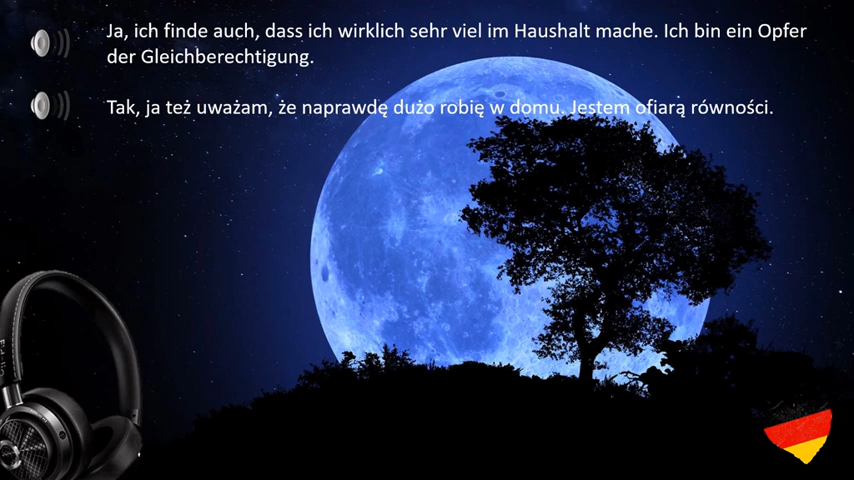 Ja, ich finde auch, dass ich wirklich sehr viel im Haushalt mache. Ich bin ein Opfer
der Gleichberechtigung.
Tak, ja też uważam, że naprawdę dużo robię w domu. Jestem ofiarą równości.